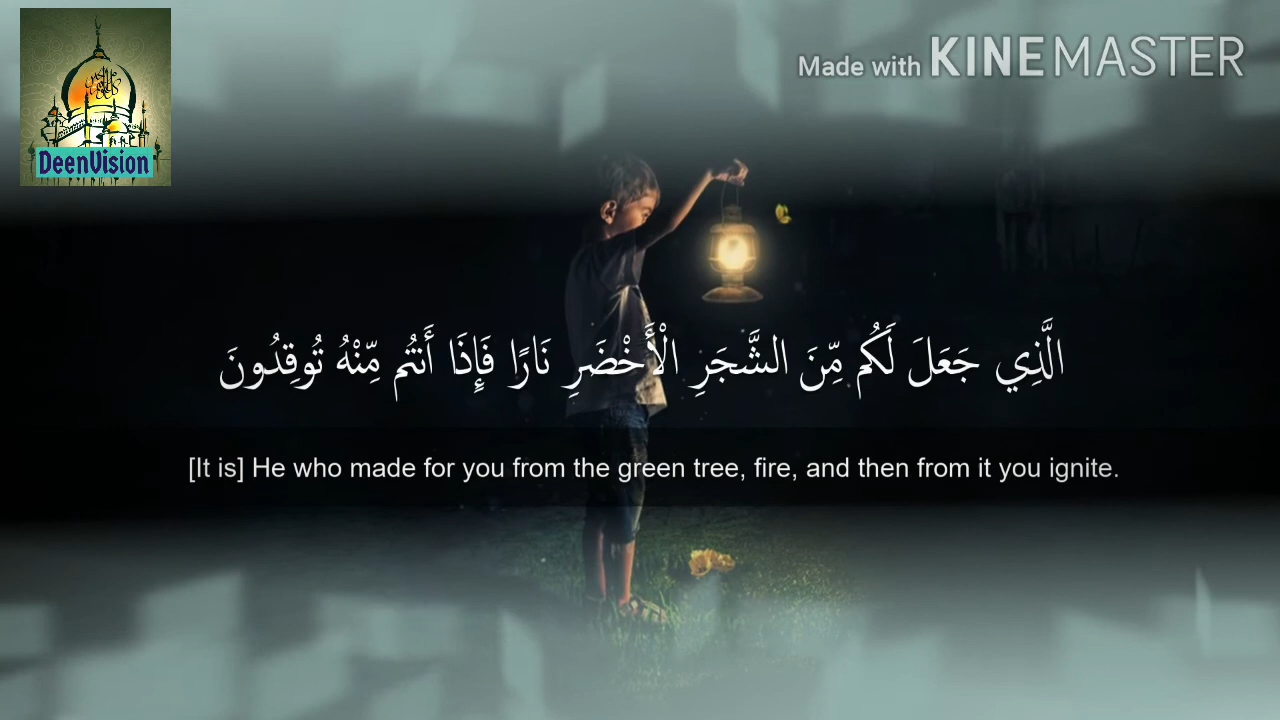 Made with KINEMASTER
DeenVision
الَّذِي جَعَلَ لَكُم مِّنَ الشَّجَرِ الْأَخْضَرِ نَارًا فَإِذَا أَنتُم مِّنْهُ تُوقِدُونَ
[It is] He who made for you from the green tree, fire, and then from it you ignite.